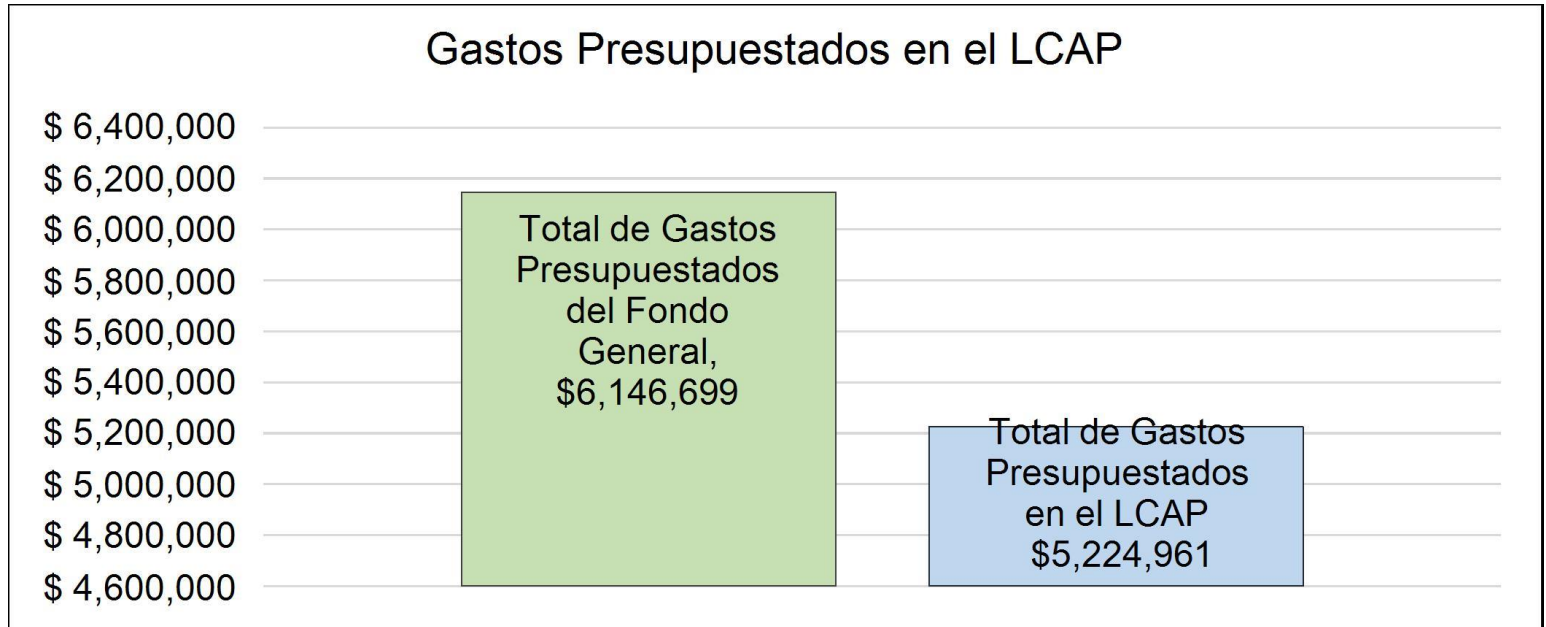 Gastos Presupuestados en el LCAP
$ 6,400,000
$ 6,200,000
$ 6,000,000
$ 5,800,000
$ 5,600,000
$ 5,400,000
$ 5,200,000
$ 5,000,000
$ 4,800,000
$ 4,600,000
Total de Gastos
Presupuestados
del Fondo
General,
$6,146,699
Total de Gastos
Presupuestados
en el LCAP
$5,224,961